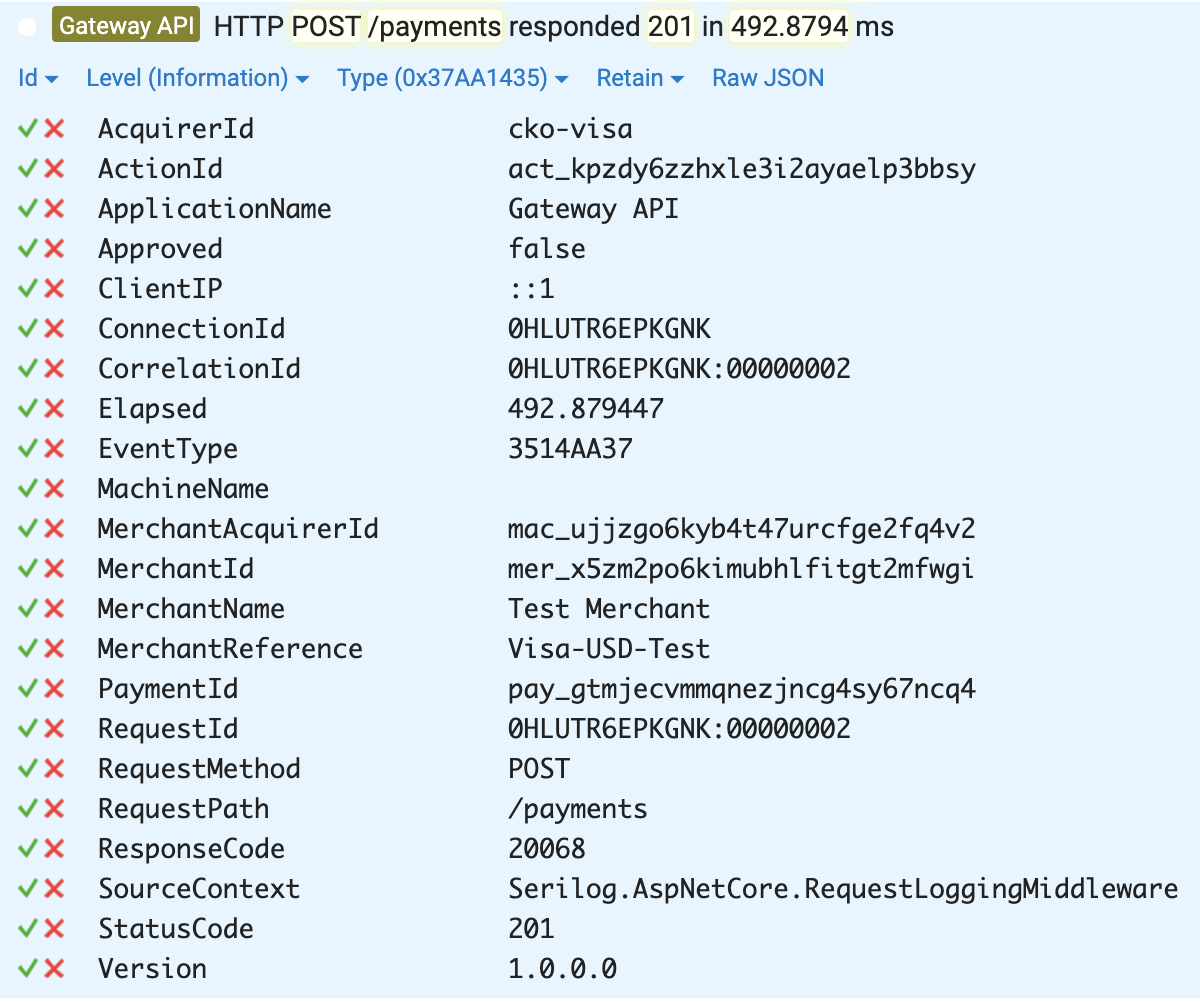 Gateway API HTTP POST /payments responded 201 in 492.8794 ms
Id Level (Information) Type (0x37AA1435) Retain Raw JSON
AcquirerId cko-visa
ActionId act_kpzdy6zzhxle3i2ayaelp3bbsy
ApplicationName Gateway API
Approved false
ClientIP ::1
ConnectionId 0HLUTR6EPKGNK
CorrelationId 0HLUTR6EPKGNK:00000002
Elapsed 492.879447
EventType 3514AA37
MachineName
MerchantAcquirerId mac_ujjzgo6kyb4t47urcfge2fq4v2
MerchantId mer_x5zm2po6kimubhlfitgt2mfwgi
MerchantName Test Merchant
MerchantReference Visa-USD-Test
PaymentId pay_gtmjecvmmqnezjncg4sy67ncq4
RequestId 0HLUTR6EPKGNK:00000002
RequestMethod POST
RequestPath /payments
ResponseCode 20068
SourceContext Serilog.AspNetCore.RequestLoggingMiddleware
StatusCode 201
Version 1.0.0.0